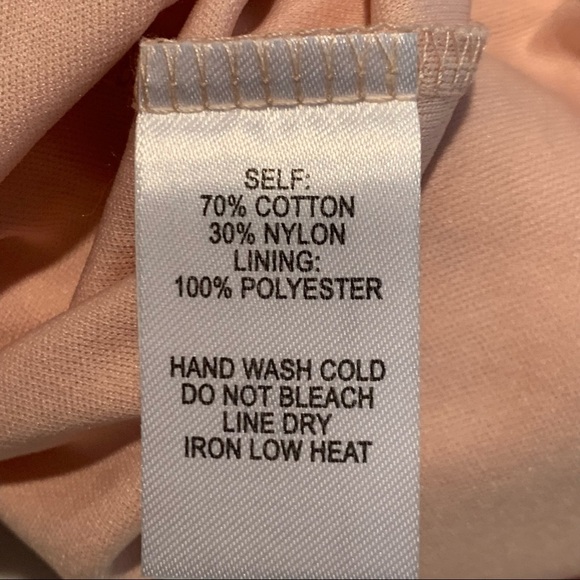 SELF:
70% COTTON
30% NYLON
LINING:
100% POLYESTER
HAND WASH COLD
DO NOT BLEACH
LINE DRY
IRON LOW HEAT